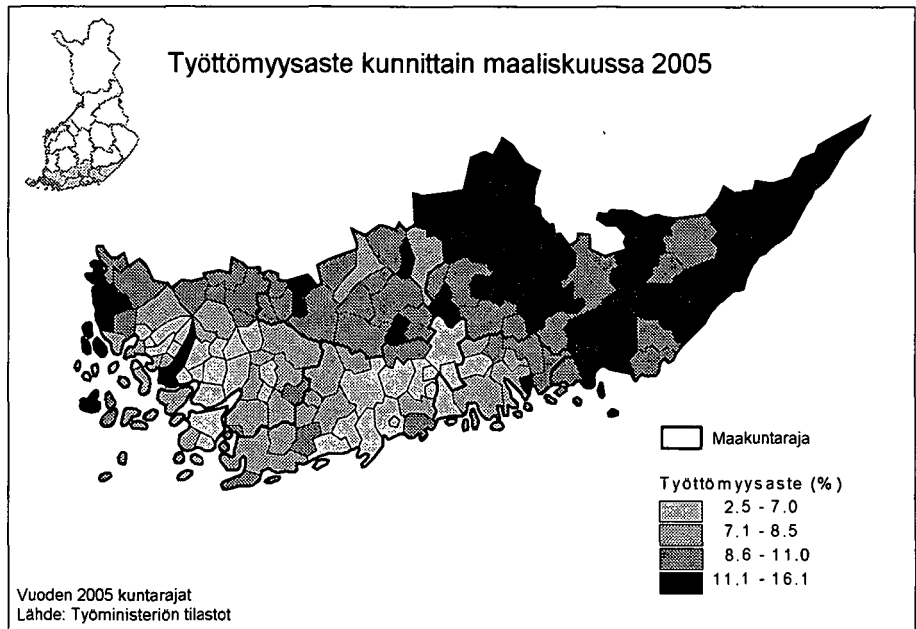 Työttömyysaste kunnittain maaliskuussa 2005
Maakuntaraja
Työttömyysaste (%)
2.5 - 7.0
7.1 - 8.5
8.6 - 11.0
11.1 - 16.1
Vuoden 2005 kuntarajat
Lähde: Työministeriön tilastot